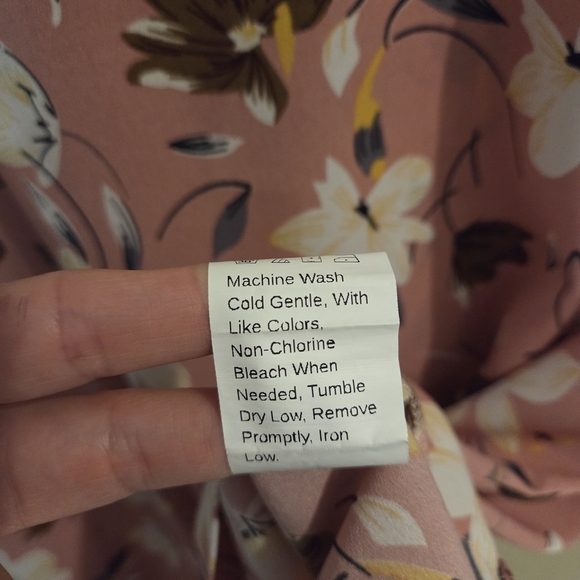 Machine Wash
Cold Gentle, With
Like Colors,
Non-Chlorine
Bleach When
Needed, Tumble
Dry Low, Remove
Promptly, Iron
Low.